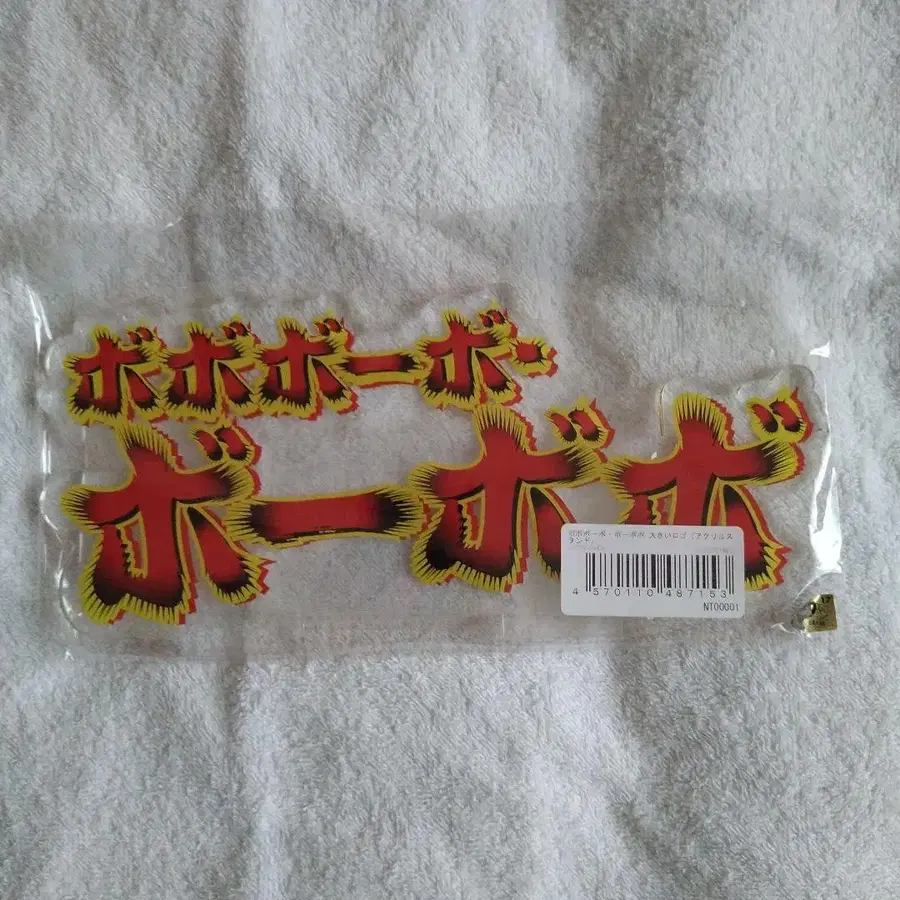 ボボボーボ・
ボーボボ
ボボボーボ・ボーボボ 大きいロゴ アクリルス
タンド
4 570110 487153
NT00001